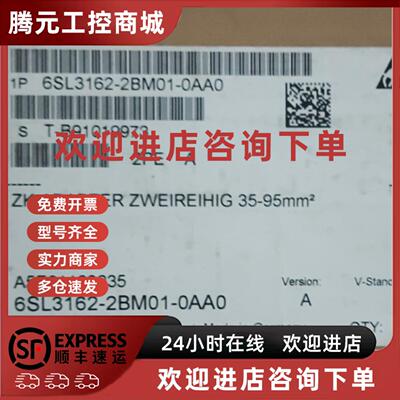 腾元工控商城
1P 6SL3162-2BM01-0AA0
S
欢迎进店咨询下单
ZWEIREIHIG 35-95mm²
免费开票
型号齐全
实力商家
多仓速发
Version:
V-Stand
A
6SL3162-2BM01-0AA0
QTY:
SF EXPRESS
顺丰速运
24小时在线 欢迎进店
欢迎进店咨询下单